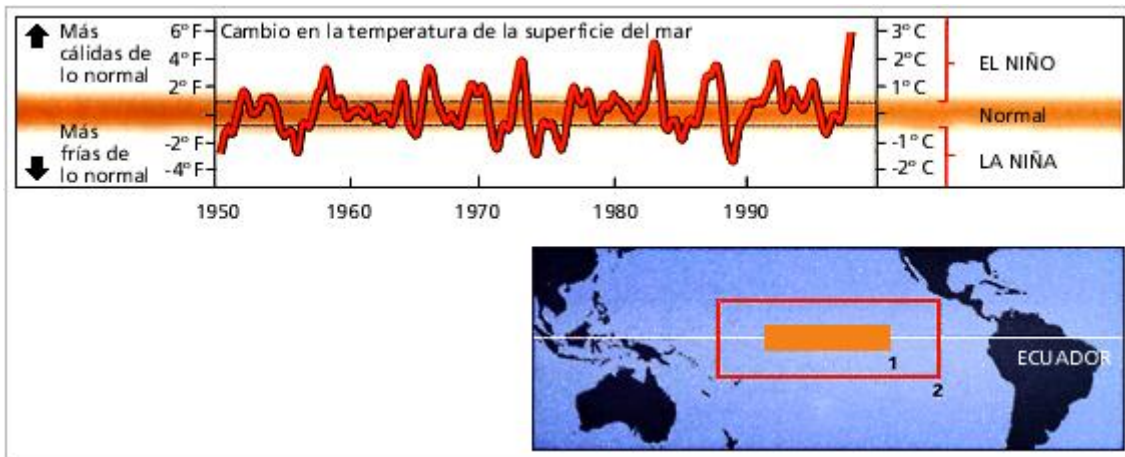 Cambio en la temperatura de la superficie del mar
Más
cálidas de
lo normal
6°F
4°F
2°F
-2°F
-4°F
Más
frías de
lo normal
3°C
2°C
1°C
-1°C
-2°C
EL NIÑO
Normal
LA NIÑA
1950
1960
1970
1980
1990
ECUADOR
1
2